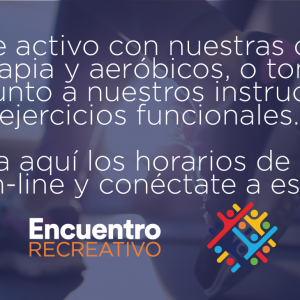 activo con nuestras
y aeróbicos, o
a nuestros
ejercicios funcionales.
aquí los horarios de
y conéctate a
Encuentro
RECREATIVO